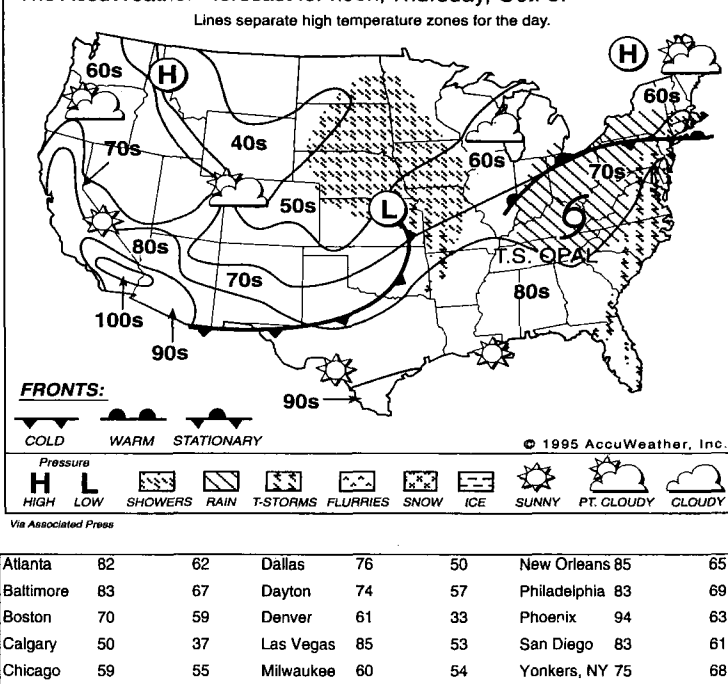 Lines separate high temperature zones for the day.
H
H
60s
60s
70s
40s
60s
70s
50s
L
80s
70s
T.S. OPAL
80s
100s
90s
90s
FRONTS:
COLD WARM STATIONARY
© 1995 AccuWeather, Inc.
Pressure
H L
HIGH LOW SHOWERS RAIN T-STORMS FLURRIES SNOW ICE SUNNY PT. CLOUDY CLOUDY
Via Associated Press
Atlanta 82 62 Dallas 76 50 New Orleans 85 65
Baltimore 83 67 Dayton 74 57 Philadelphia 83 69
Boston 70 59 Denver 61 33 Phoenix 94 63
Calgary 50 37 Las Vegas 85 53 San Diego 83 61
Chicago 59 55 Milwaukee 60 54 Yonkers, NY 75 68